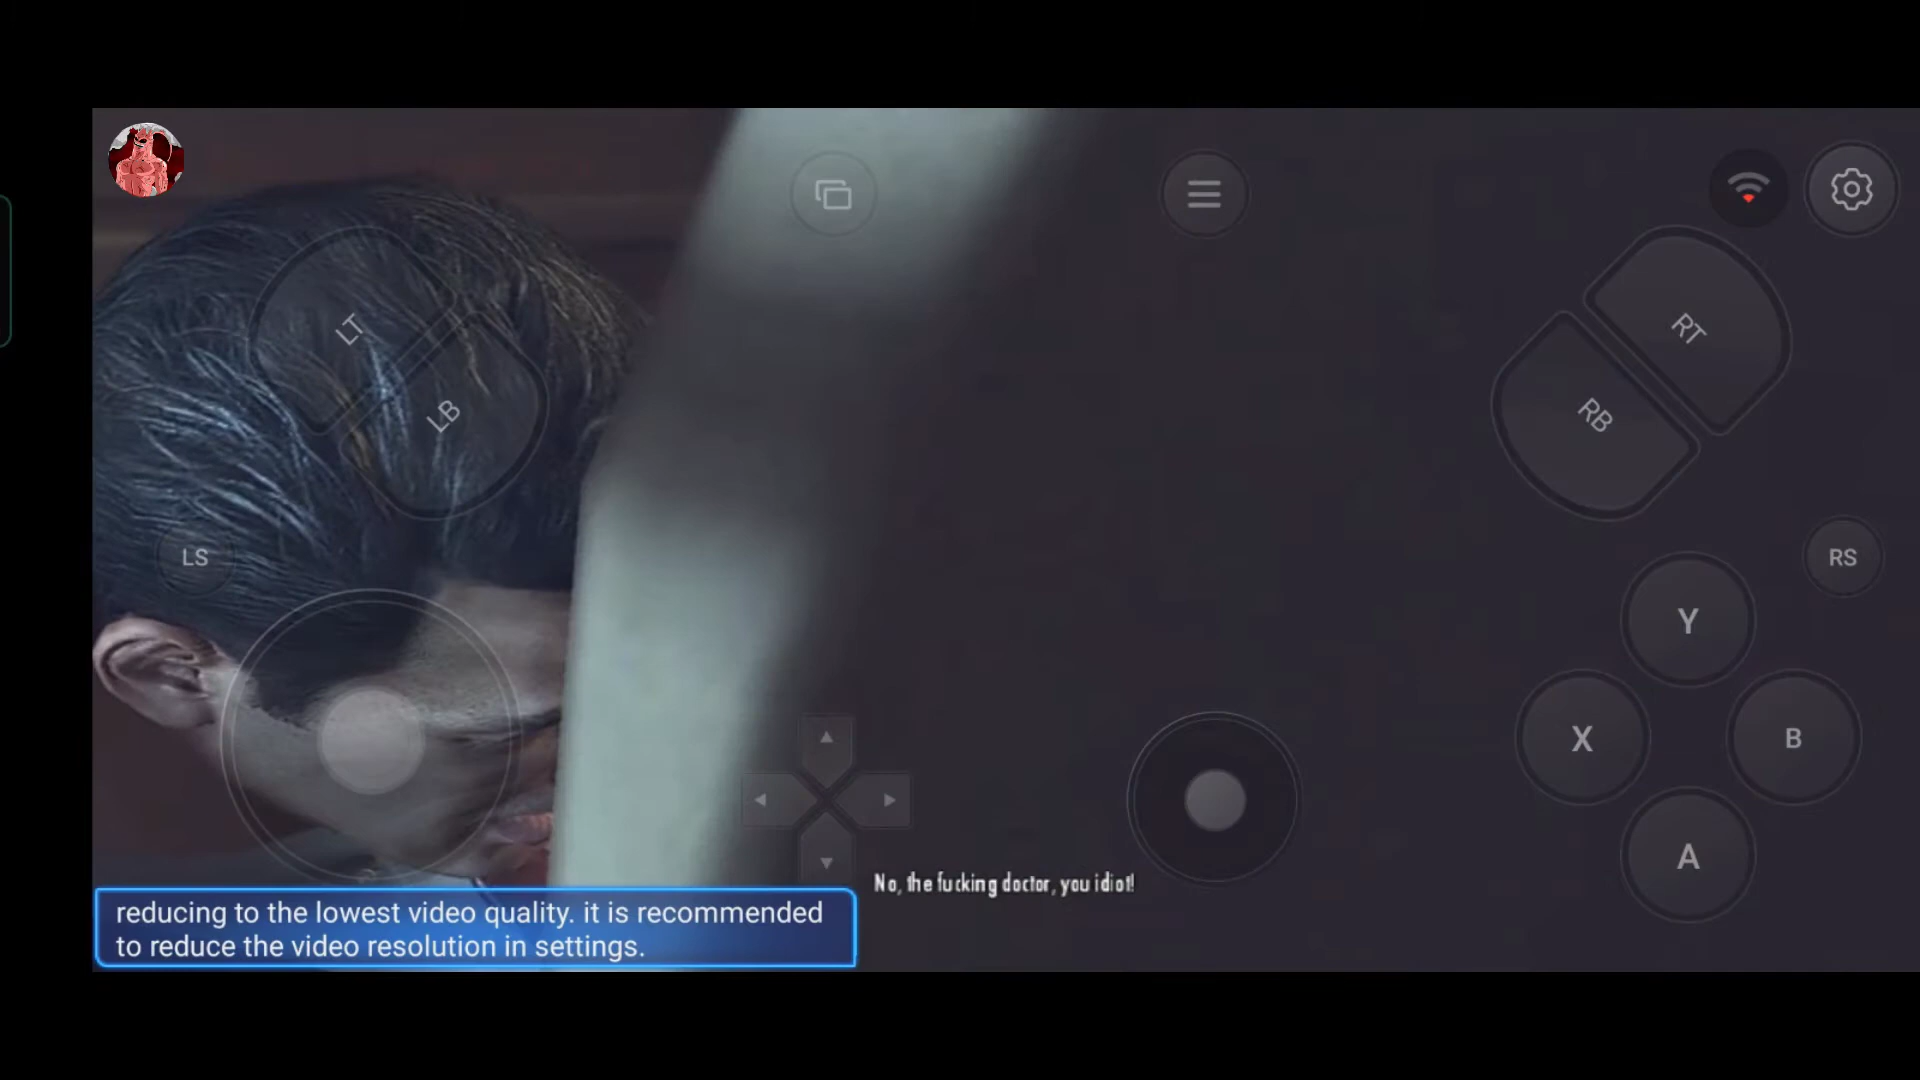 LT
RT
LB
RB
LS
RS
Y
X
B
A
No, the fucking doctor, you idiot!
reducing to the lowest video quality. it is recommended
to reduce the video resolution in settings.